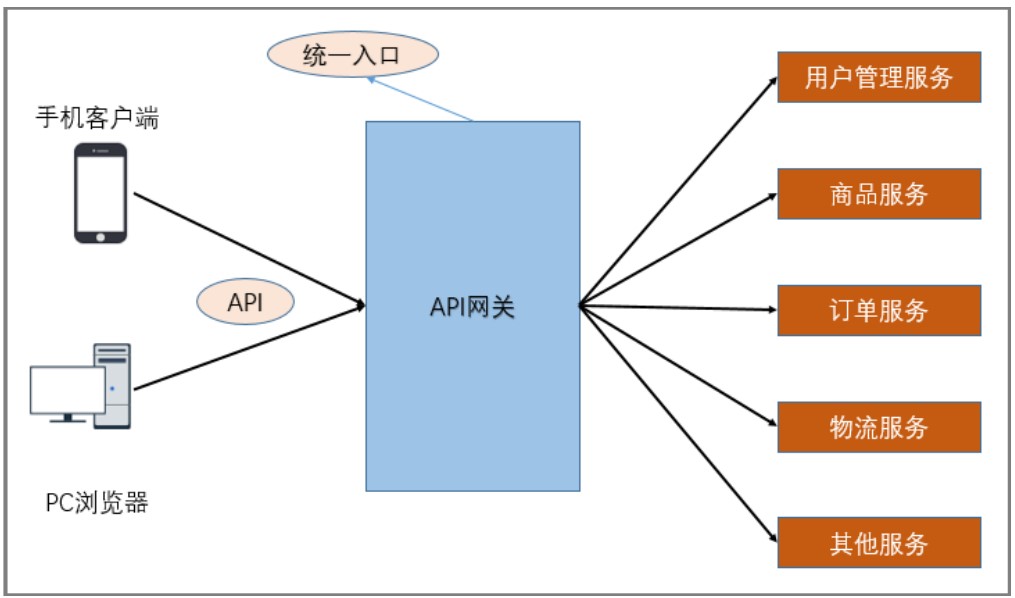 统一入口
手机客户端
API
PC浏览器
API网关
用户管理服务
商品服务
订单服务
物流服务
其他服务